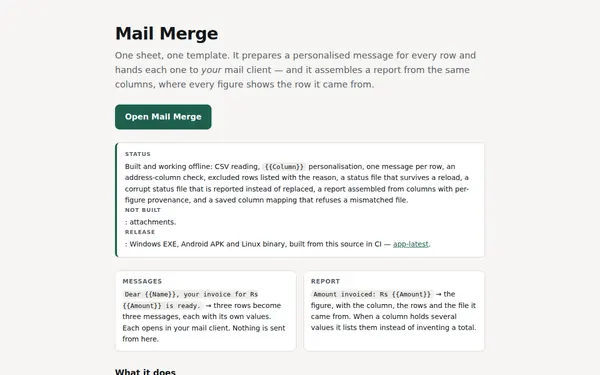 Mail Merge
One sheet, one template. It prepares a personalised message for every row and
hands each one to your mail client — and it assembles a report from the same
columns, where every figure shows the row it came from.
Open Mail Merge
STATUS
Built and working offline: CSV reading, {{Column}} personalisation, one message per row, an
address-column check, excluded rows listed with the reason, a status file that survives a reload, a
corrupt status file that is reported instead of replaced, a report assembled from columns with per-
figure provenance, and a saved column mapping that refuses a mismatched file.
NOT BUILT
: attachments.
RELEASE
: Windows EXE, Android APK and Linux binary, built from this source in CI — app-latest.
MESSAGES
Dear {{Name}}, your invoice for Rs
{{Amount}} is ready. → three rows become
three messages, each with its own values.
Each opens in your mail client. Nothing is sent
from here.
REPORT
Amount invoiced: Rs {{Amount}} → the
figure, with the column, the rows and the file it
came from. When a column holds several
values it lists them instead of inventing a total.
What it does